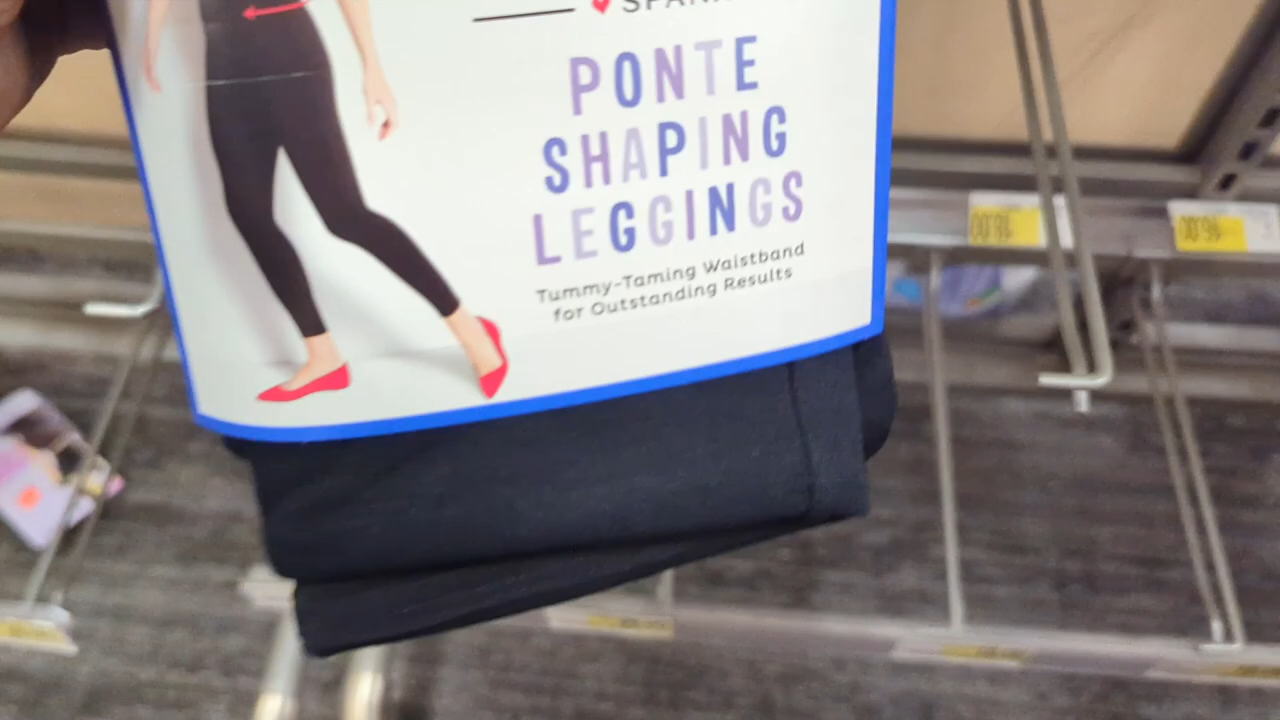 PONTE
SHAPING
LEGGINGS
Tummy-Taming Waistband
for Outstanding Results